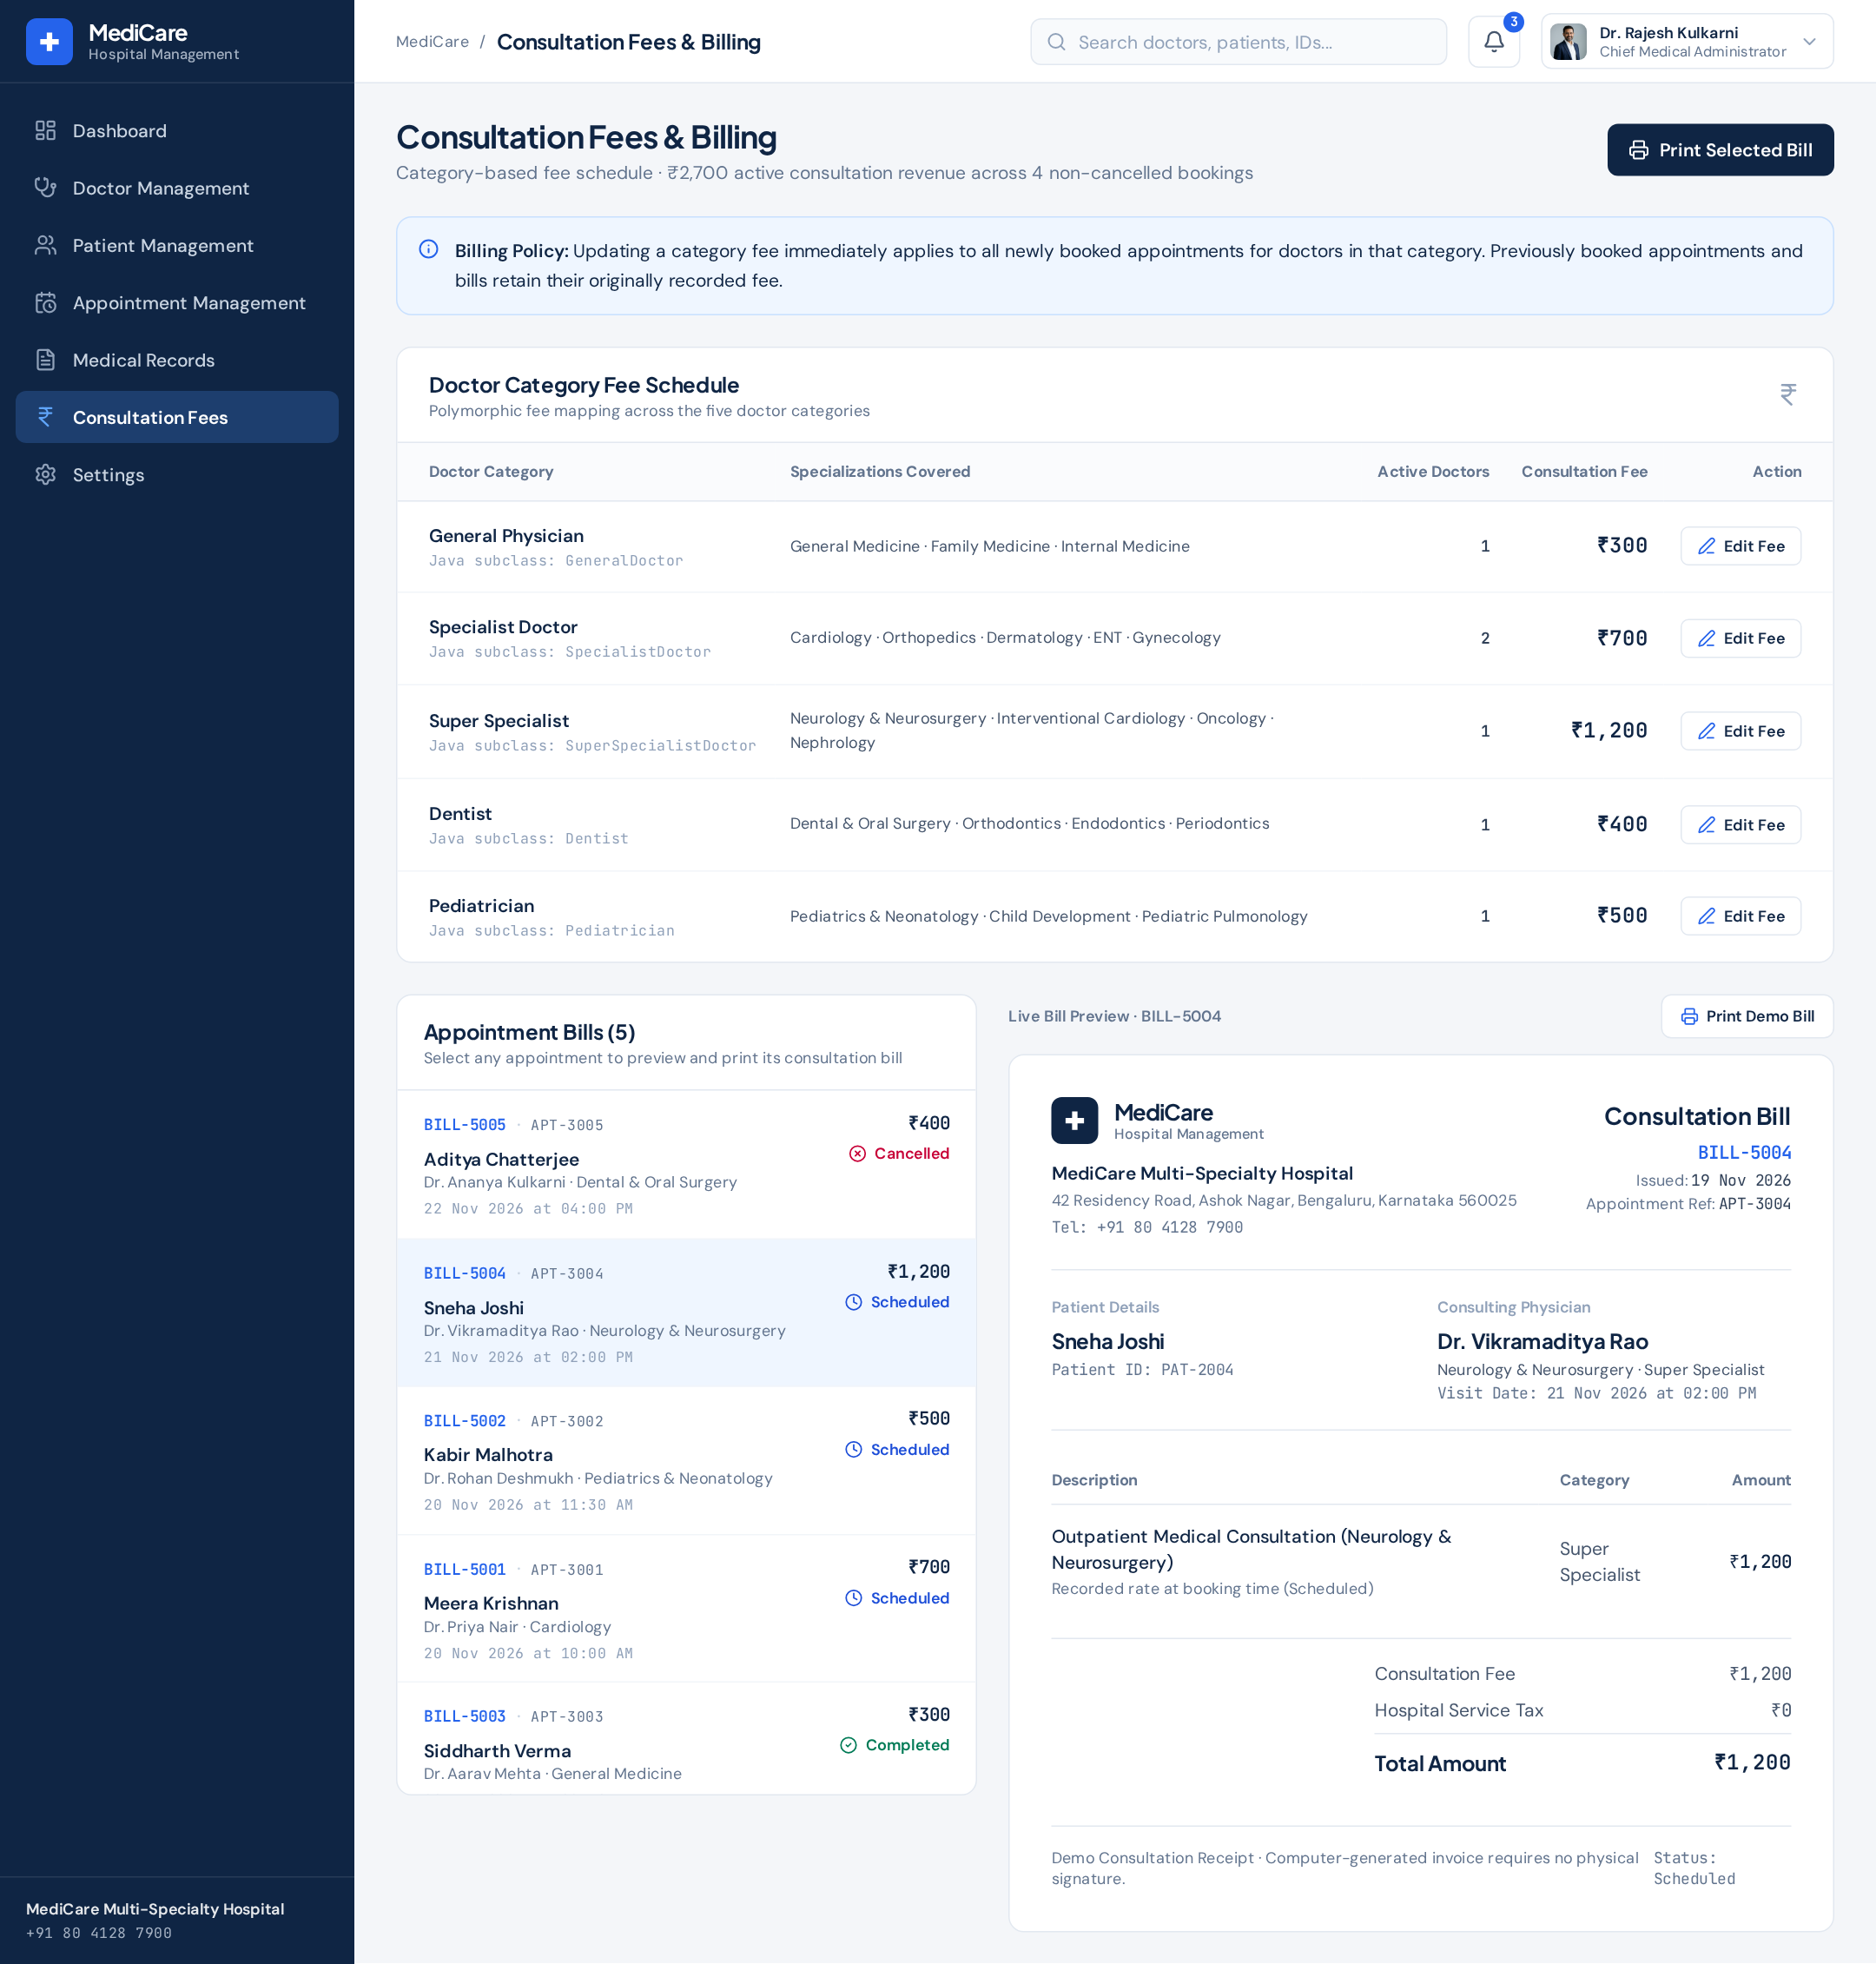 MediCare
Hospital Management
Dashboard
Doctor Management
Patient Management
Appointment Management
Medical Records
₹ Consultation Fees
Settings
MediCare Multi-Specialty Hospital
+91 80 4128 7900
MediCare / Consultation Fees & Billing
Search doctors, patients, IDs...
3
Dr. Rajesh Kulkarni
Chief Medical Administrator
Consultation Fees & Billing
Category-based fee schedule · ₹2,700 active consultation revenue across 4 non-cancelled bookings
Print Selected Bill
Billing Policy: Updating a category fee immediately applies to all newly booked appointments for doctors in that category. Previously booked appointments and
bills retain their originally recorded fee.
Doctor Category Fee Schedule
Polymorphic fee mapping across the five doctor categories
₹
Doctor Category Specializations Covered Active Doctors Consultation Fee Action
General Physician
Java subclass: GeneralDoctor
General Medicine · Family Medicine · Internal Medicine
1
₹300
Edit Fee
Specialist Doctor
Java subclass: SpecialistDoctor
Cardiology · Orthopedics · Dermatology · ENT · Gynecology
2
₹700
Edit Fee
Super Specialist
Java subclass: SuperSpecialistDoctor
Neurology & Neurosurgery · Interventional Cardiology · Oncology ·
Nephrology
1
₹1,200
Edit Fee
Dentist
Java subclass: Dentist
Dental & Oral Surgery · Orthodontics · Endodontics · Periodontics
1
₹400
Edit Fee
Pediatrician
Java subclass: Pediatrician
Pediatrics & Neonatology · Child Development · Pediatric Pulmonology
1
₹500
Edit Fee
Appointment Bills (5)
Select any appointment to preview and print its consultation bill
BILL-5005 · APT-3005
₹400
Cancelled
Aditya Chatterjee
Dr. Ananya Kulkarni · Dental & Oral Surgery
22 Nov 2026 at 04:00 PM
BILL-5004 · APT-3004
₹1,200
Scheduled
Sneha Joshi
Dr. Vikramaditya Rao · Neurology & Neurosurgery
21 Nov 2026 at 02:00 PM
BILL-5002 · APT-3002
₹500
Scheduled
Kabir Malhotra
Dr. Rohan Deshmukh · Pediatrics & Neonatology
20 Nov 2026 at 11:30 AM
BILL-5001 · APT-3001
₹700
Scheduled
Meera Krishnan
Dr. Priya Nair · Cardiology
20 Nov 2026 at 10:00 AM
BILL-5003 · APT-3003
₹300
Completed
Siddharth Verma
Dr. Aarav Mehta · General Medicine
Live Bill Preview · BILL-5004
Print Demo Bill
MediCare
Hospital Management
MediCare Multi-Specialty Hospital
42 Residency Road, Ashok Nagar, Bengaluru, Karnataka 560025
Tel: +91 80 4128 7900
Consultation Bill
BILL-5004
Issued: 19 Nov 2026
Appointment Ref: APT-3004
Patient Details
Sneha Joshi
Patient ID: PAT-2004
Consulting Physician
Dr. Vikramaditya Rao
Neurology & Neurosurgery · Super Specialist
Visit Date: 21 Nov 2026 at 02:00 PM
Description Category Amount
Outpatient Medical Consultation (Neurology &
Neurosurgery)
Recorded rate at booking time (Scheduled)
Super
Specialist
₹1,200
Consultation Fee ₹1,200
Hospital Service Tax ₹0
Total Amount ₹1,200
Demo Consultation Receipt · Computer-generated invoice requires no physical
signature.
Status:
Scheduled